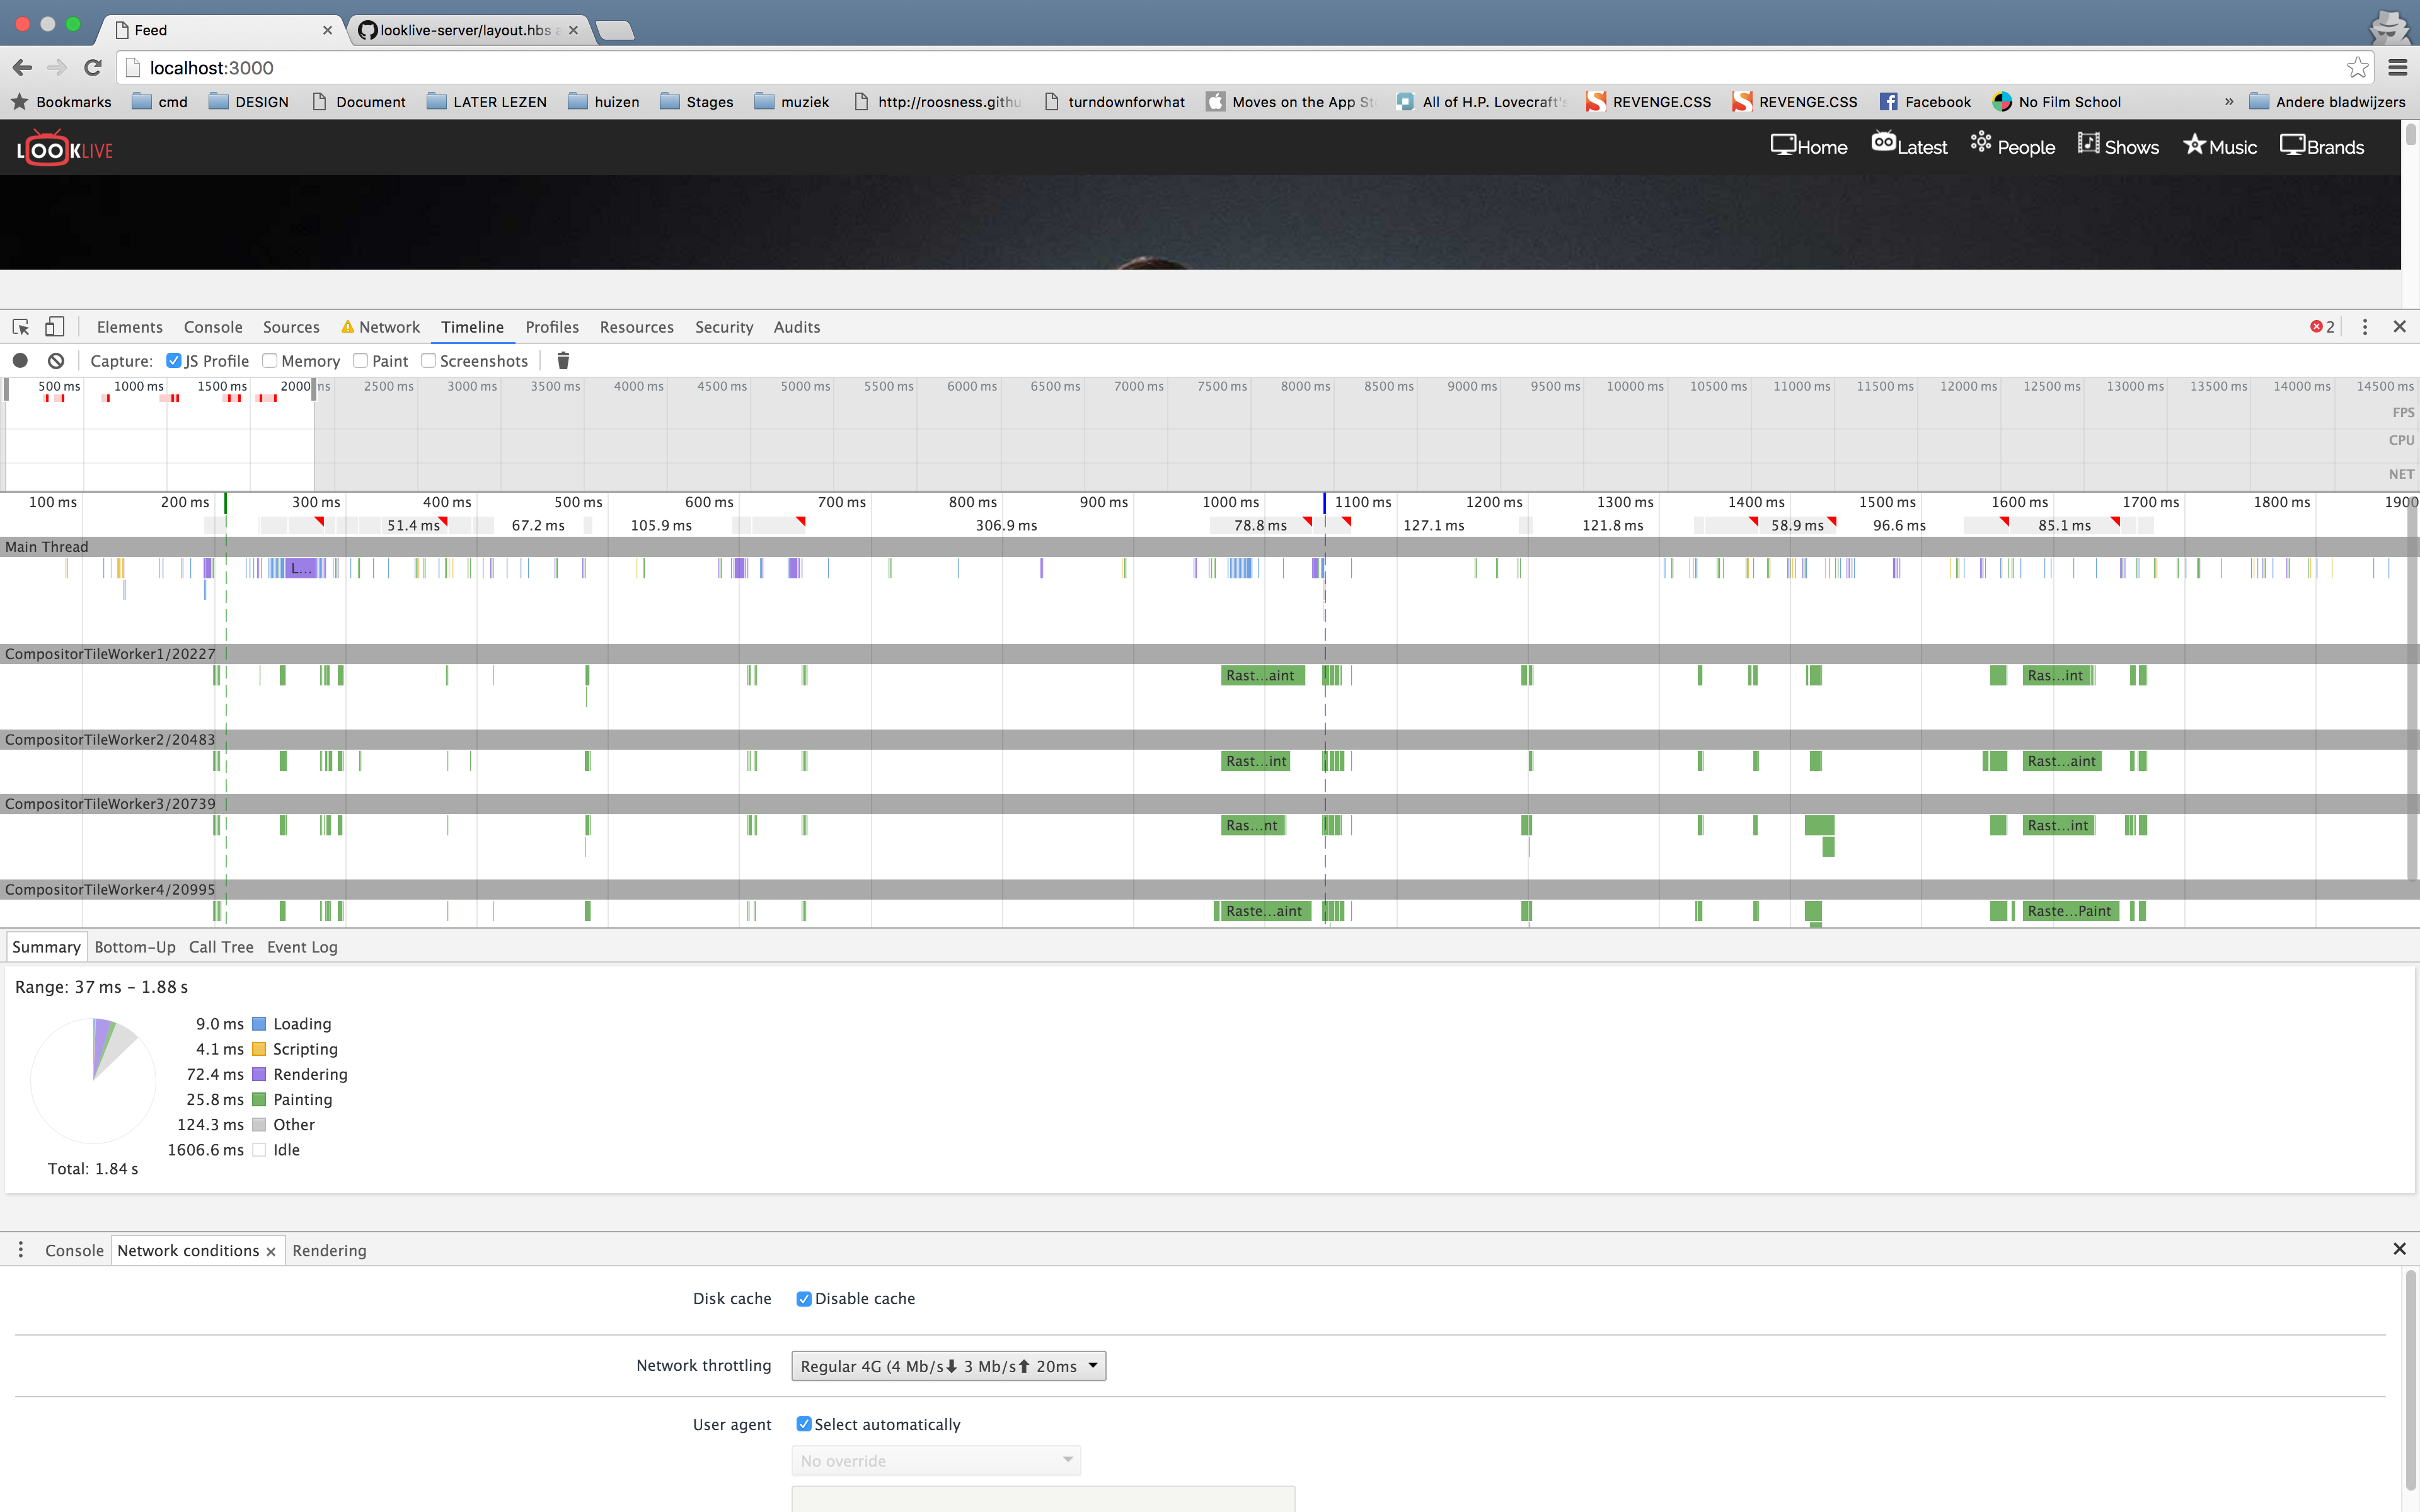 Feed
looklive-server/layout.hbs
localhost:3000
Bookmarks cmd DESIGN Document LATER LEZEN huizen Stages muziek http://roosness.githu turndownforwhat Moves on the App St All of H.P. Lovecraft's REVENGE.CSS REVENGE.CSS Facebook No Film School » Andere bladwijzers
LOOKLIVE Home Latest People Shows Music Brands
Elements Console Sources Network Timeline Profiles Resources Security Audits 2
Capture: JS Profile Memory Paint Screenshots
500 ms 1000 ms 1500 ms 2000 ms 2500 ms 3000 ms 3500 ms 4000 ms 4500 ms 5000 ms 5500 ms 6000 ms 6500 ms 7000 ms 7500 ms 8000 ms 8500 ms 9000 ms 9500 ms 10000 ms 10500 ms 11000 ms 11500 ms 12000 ms 12500 ms 13000 ms 13500 ms 14000 ms 14500 ms
FPS
CPU
NET
100 ms 200 ms 300 ms 400 ms 500 ms 600 ms 700 ms 800 ms 900 ms 1000 ms 1100 ms 1200 ms 1300 ms 1400 ms 1500 ms 1600 ms 1700 ms 1800 ms 1900
51.4 ms 67.2 ms 105.9 ms 306.9 ms 78.8 ms 127.1 ms 121.8 ms 58.9 ms 96.6 ms 85.1 ms
Main Thread
L...
CompositorTileWorker1/20227
Rast...aint Ras...int
CompositorTileWorker2/20483
Rast...int Rast...aint
CompositorTileWorker3/20739
Ras...nt Rast...int
CompositorTileWorker4/20995
Raste...aint Raste...Paint
Summary Bottom-Up Call Tree Event Log
Range: 37 ms – 1.88 s
9.0 ms Loading
4.1 ms Scripting
72.4 ms Rendering
25.8 ms Painting
124.3 ms Other
1606.6 ms Idle
Total: 1.84 s
Console Network conditions Rendering
Disk cache Disable cache
Network throttling Regular 4G (4 Mb/s⬇ 3 Mb/s⬆ 20ms
User agent Select automatically
No override